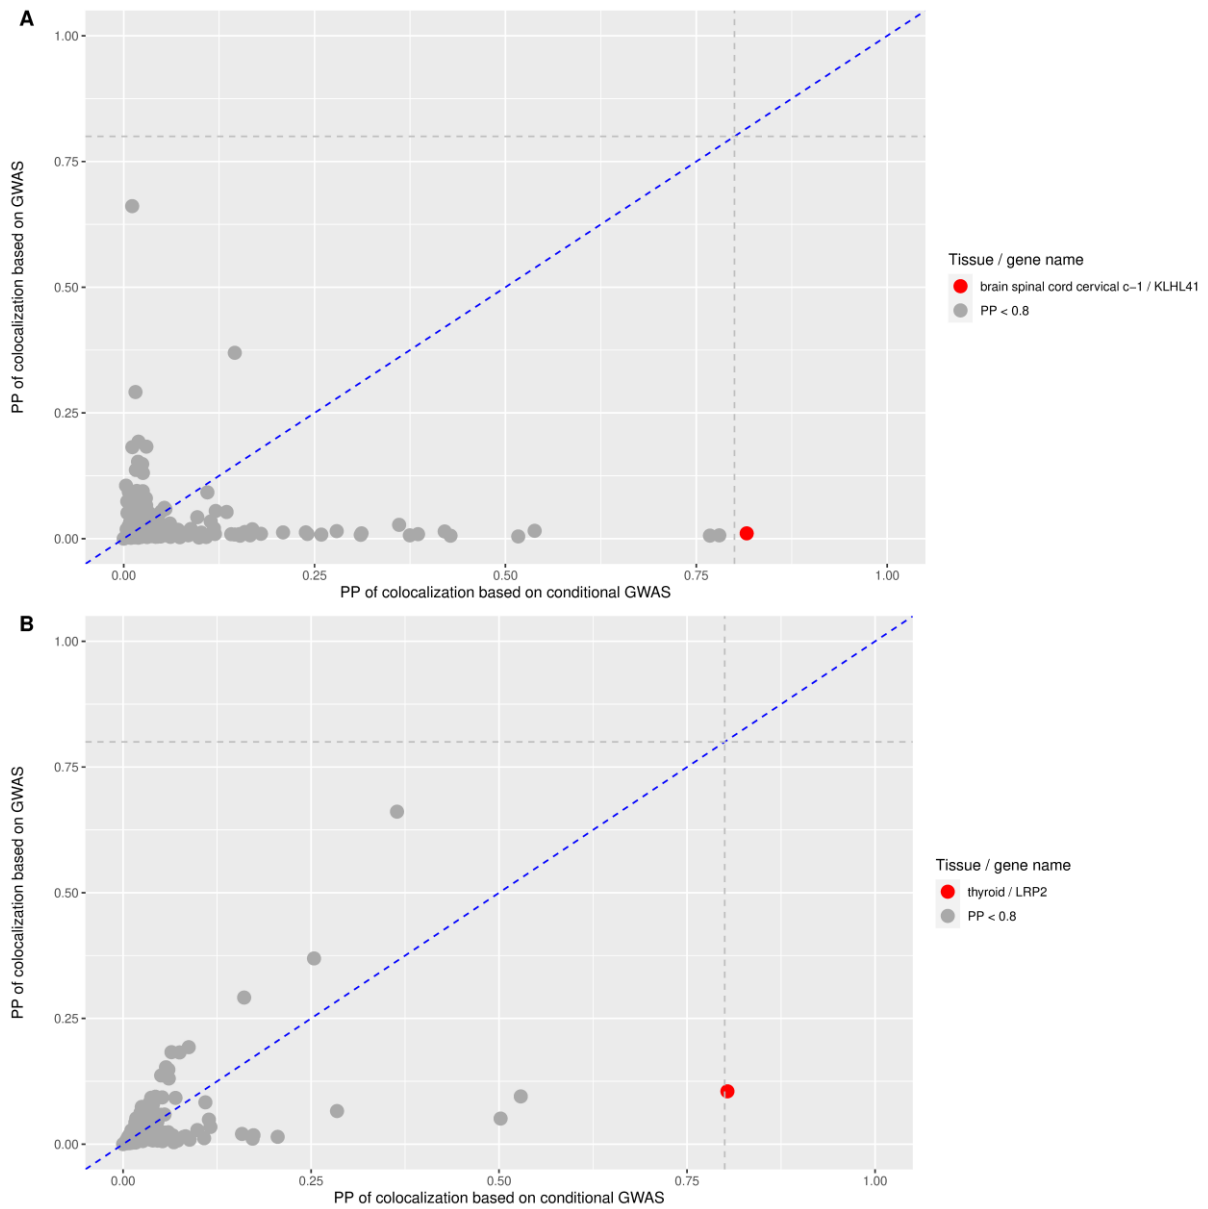 A
1.00
0.75
0.50
0.25
0.00
PP of colocalization based on GWAS
0.00 0.25 0.50 0.75 1.00
PP of colocalization based on conditional GWAS
Tissue / gene name
brain spinal cord cervical c−1 / KLHL41
PP < 0.8
B
1.00
0.75
0.50
0.25
0.00
PP of colocalization based on GWAS
0.00 0.25 0.50 0.75 1.00
PP of colocalization based on conditional GWAS
Tissue / gene name
thyroid / LRP2
PP < 0.8